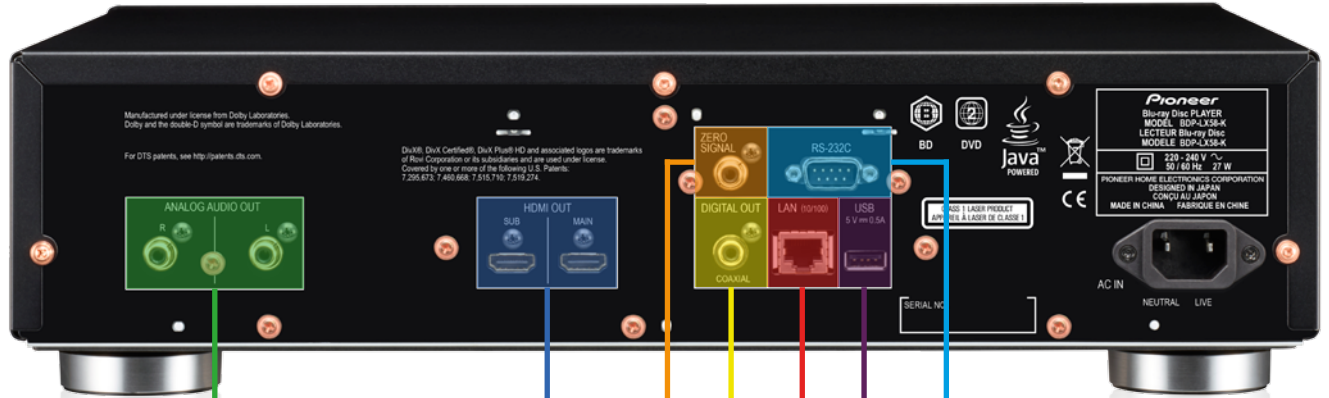 Manufactured under license from Dolby Laboratories.
Dolby and the double-D symbol are trademarks of Dolby Laboratories.
For DTS patents, see http://patents.dts.com.
DivX®, DivX Certified®, DivX Plus® HD and associated logos are trademarks
of Rovi Corporation or its subsidiaries and are used under license.
Covered by one or more of the following U.S. Patents:
7,295,673; 7,460,668; 7,515,710; 7,519,274.
ANALOG AUDIO OUT
R
L
HDMI OUT
SUB
MAIN
ZERO
SIGNAL
RS-232C
DIGITAL OUT
COAXIAL
LAN (10/100)
USB
5 V 0.5A
B
BD
2
DVD
Java™
POWERED
CE
CLASS 1 LASER PRODUCT
APPAREIL À LASER DE CLASSE 1
SERIAL NO.
Pioneer
Blu-ray Disc PLAYER
MODEL BDP-LX58-K
LECTEUR Blu-ray Disc
MODELE BDP-LX58-K
220 - 240 V ~
50 / 60 Hz 27 W
PIONEER HOME ELECTRONICS CORPORATION
DESIGNED IN JAPAN
CONÇU AU JAPON
MADE IN CHINA FABRIQUE EN CHINE
AC IN
NEUTRAL LIVE